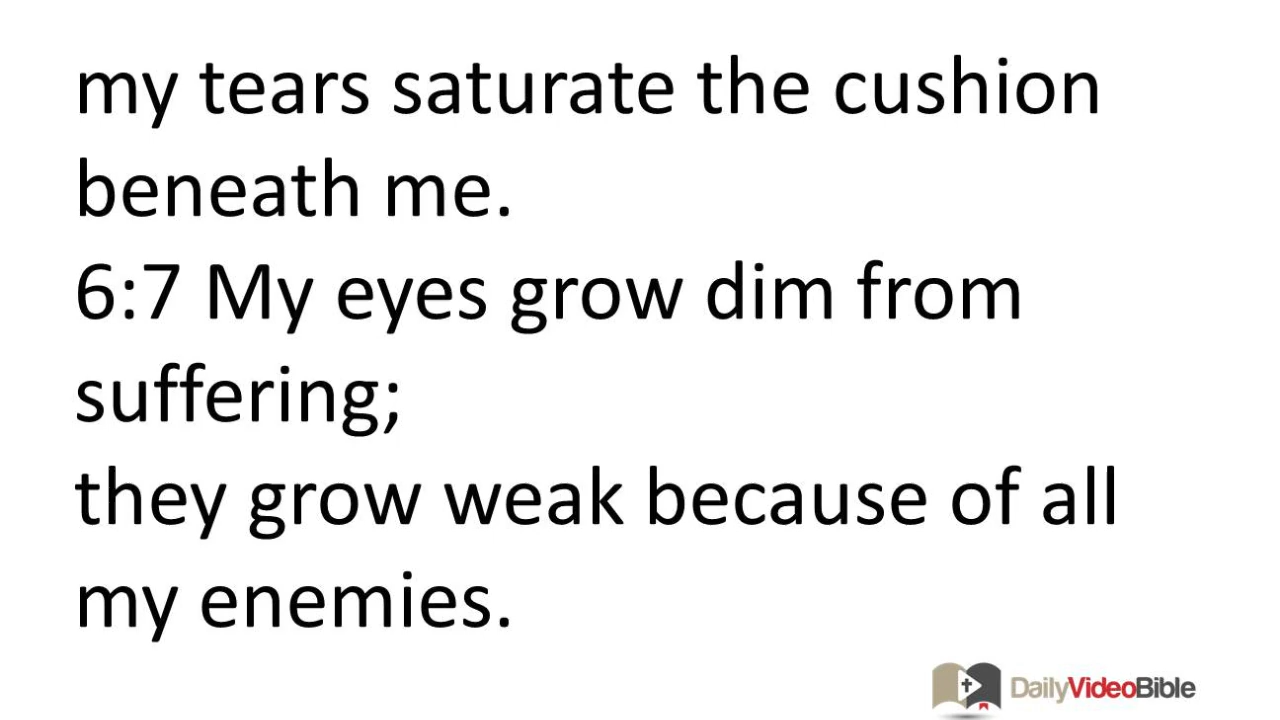 my tears saturate the cushion
beneath me.
6:7 My eyes grow dim from
suffering;
they grow weak because of all
my enemies.
DailyVideoBible